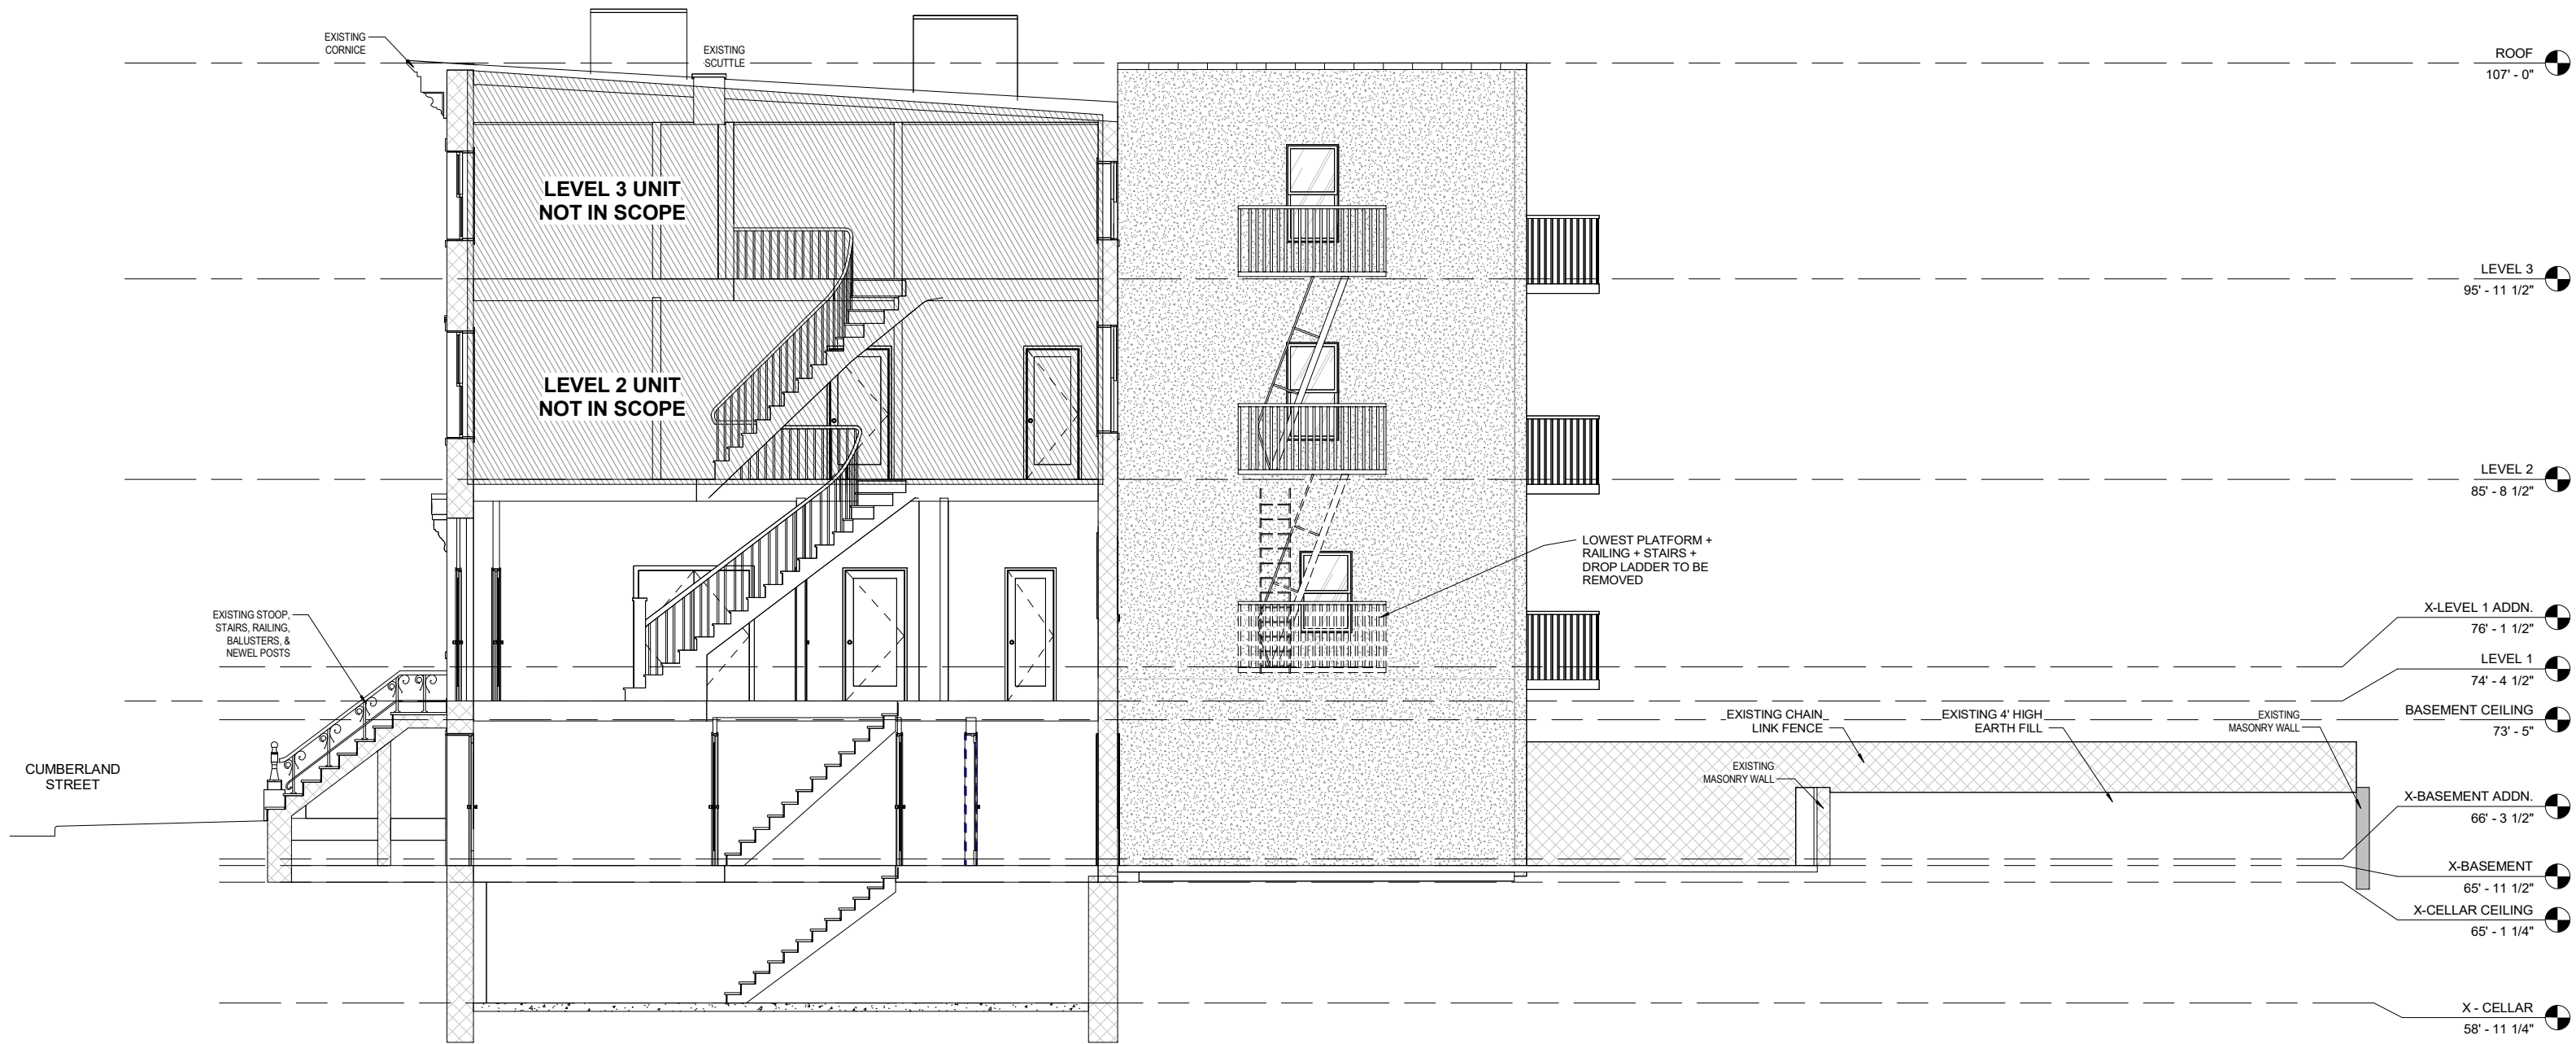 EXISTING
CORNICE
EXISTING
SCUTTLE
ROOF
107' - 0"
LEVEL 3 UNIT
NOT IN SCOPE
LEVEL 3
95' - 11 1/2"
LEVEL 2 UNIT
NOT IN SCOPE
LEVEL 2
85' - 8 1/2"
LOWEST PLATFORM +
RAILING + STAIRS +
DROP LADDER TO BE
REMOVED
EXISTING STOOP,
STAIRS, RAILING,
BALUSTERS, &
NEWEL POSTS
X-LEVEL 1 ADDN.
76' - 1 1/2"
LEVEL 1
74' - 4 1/2"
BASEMENT CEILING
73' - 5"
EXISTING CHAIN
LINK FENCE
EXISTING 4' HIGH
EARTH FILL
EXISTING
MASONRY WALL
EXISTING
MASONRY WALL
CUMBERLAND
STREET
X-BASEMENT ADDN.
66' - 3 1/2"
X-BASEMENT
65' - 11 1/2"
X-CELLAR CEILING
65' - 1 1/4"
X - CELLAR
58' - 11 1/4"